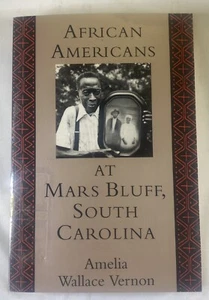 AFRICAN
AMERICANS
AT
MARS BLUFF,
SOUTH
CAROLINA
Amelia
Wallace Vernon